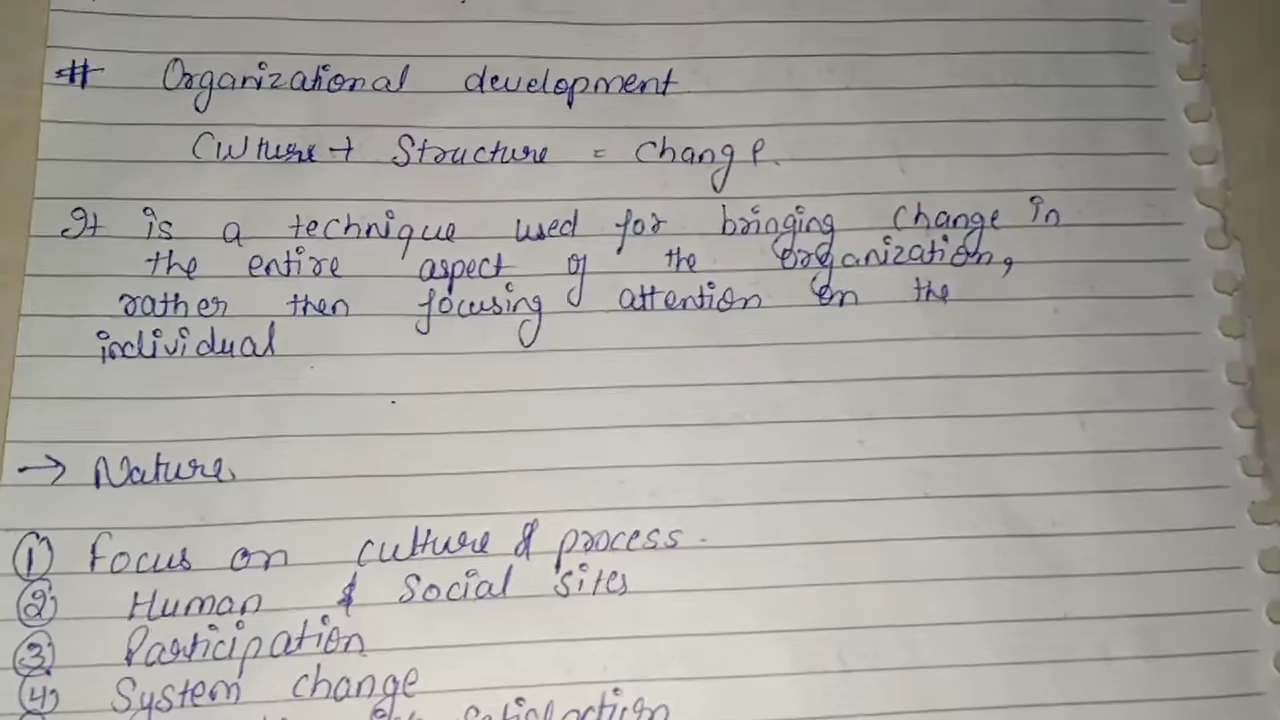 # Organizational development
Culture + Structure = Change.
It is a technique used for bringing change in
the entire aspect of the organization,
rather then focusing attention on the
individual
→ Nature.
① Focus on culture & process.
② Human & Social sites
③ Participation
④ System change
satisfaction